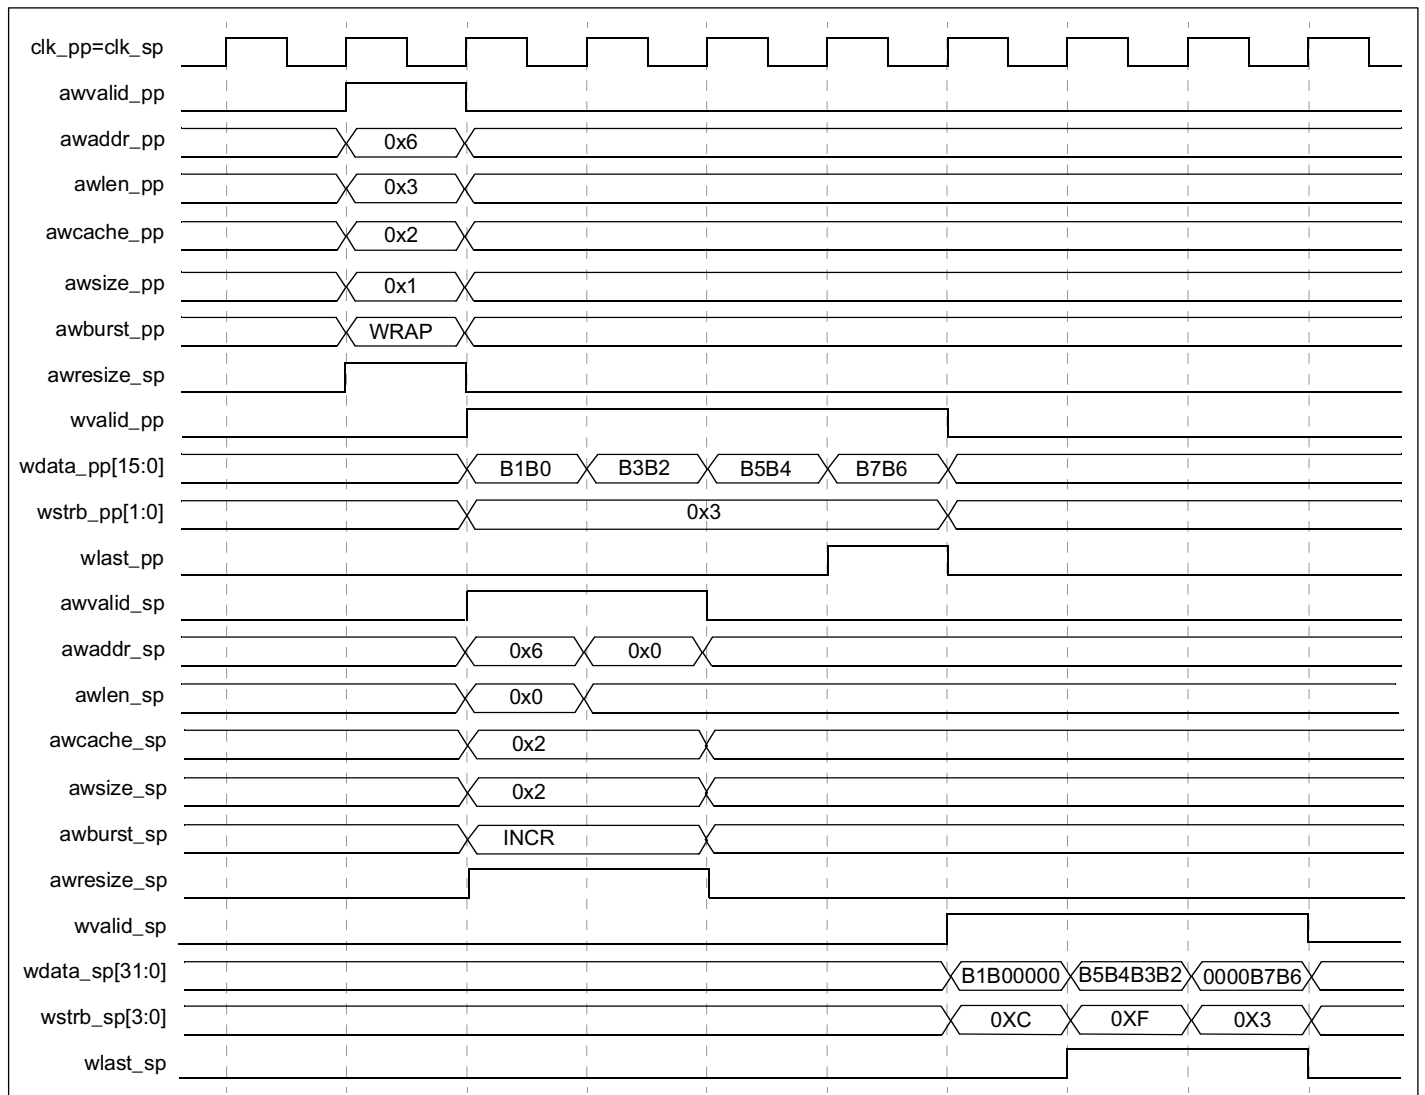 clk_pp=clk_sp
awvalid_pp
awaddr_pp 0x6
awlen_pp 0x3
awcache_pp 0x2
awsize_pp 0x1
awburst_pp WRAP
awresize_sp
wvalid_pp
wdata_pp[15:0] B1B0 B3B2 B5B4 B7B6
wstrb_pp[1:0] 0x3
wlast_pp
awvalid_sp
awaddr_sp 0x6 0x0
awlen_sp 0x0
awcache_sp 0x2
awsize_sp 0x2
awburst_sp INCR
awresize_sp
wvalid_sp
wdata_sp[31:0] B1B00000 B5B4B3B2 0000B7B6
wstrb_sp[3:0] 0XC 0XF 0X3
wlast_sp